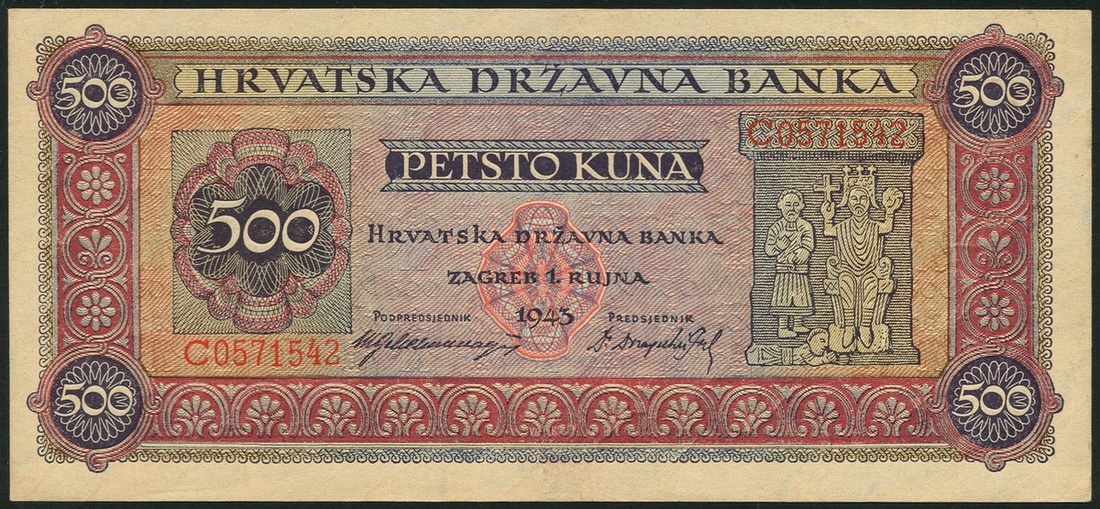 500
HRVATSKA DRŽAVNA BANKA
500
C0571542
PETSTO KUNA
500
HRVATSKA DRŽAVNA BANKA
ZAGREB 1. RUJNA
1943
PODPREDSJEDNIK
PREDSJEDNIK
C0571542
500
500